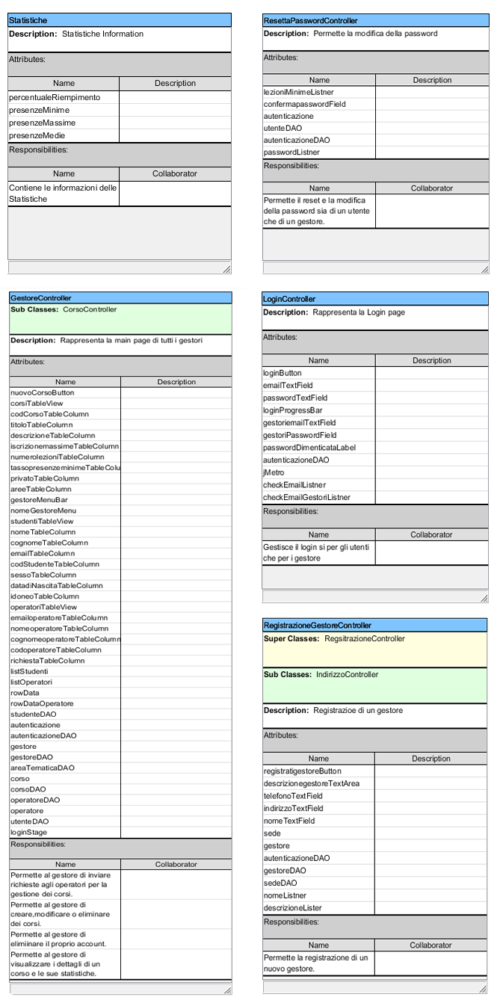 Statistiche
Description: Statistiche Information
Attributes:
Name Description
percentualeRiempimento
presenzeMinime
presenzeMassime
presenzeMedie
Responsibilities:
Name Collaborator
Contiene le informazioni delle
Statistiche
ResettaPasswordController
Description: Permette la modifica della password
Attributes:
Name Description
lezioniMinimeListner
confermapasswordField
autenticazione
utenteDAO
autenticazioneDAO
passwordListner
Responsibilities:
Name Collaborator
Permette il reset e la modifica
della password sia di un utente
che di un gestore.
GestoreController
Sub Classes: CorsoController
Description: Rappresenta la main page di tutti i gestori
Attributes:
Name Description
nuovoCorsoButton
corsiTableView
codCorsoTableColumn
titoloTableColumn
descrizioneTableColumn
iscrizionemassimeTableColumn
numerolezioniTableColumn
tassopresenzeminimeTableColu
privatoTableColumn
areeTableColumn
gestoreMenuBar
nomeGestoreMenu
studentiTableView
nomeTableColumn
cognomeTableColumn
emailTableColumn
codStudenteTableColumn
sessoTableColumn
datadiNascitaTableColumn
idoneoTableColumn
operatoriTableView
emailoperatoreTableColumn
nomeoperatoreTableColumn
cognomeoperatoreTableColumn
codoperatoreTableColumn
richiestaTableColumn
listStudenti
listOperatori
rowData
rowDataOperatore
studenteDAO
autenticazione
autenticazioneDAO
gestore
gestoreDAO
areaTematicaDAO
corso
corsoDAO
operatoreDAO
operatore
utenteDAO
loginStage
Responsibilities:
Name Collaborator
Permette al gestore di inviare
richieste agli operatori per la
gestione dei corsi.
Permette al gestore di
creare,modificare o eliminare
dei corsi.
Permette al gestore di
elimiinare il proprio account.
Permette al gestore di
visualizzare i dettagli di un
corso e le sue statistiche.
LoginController
Description: Rappresenta la Login page
Attributes:
Name Description
loginButton
emailTextField
passwordTextField
loginProgressBar
gestoriemailTextField
gestoriPasswordField
passwordDimenticataLabel
autenticazioneDAO
jMetro
checkEmailListner
checkEmailGestoriListner
Responsibilities:
Name Collaborator
Gestisce il login si per gli utenti
che per i gestore
RegistrazioneGestoreController
Super Classes: RegsitrazioneController
Sub Classes: IndirizzoController
Description: Registrazioe di un gestore
Attributes:
Name Description
registratigestoreButton
descrizionegestoreTextArea
telefonoTextField
indirizzoTextField
nomeTextField
sede
gestore
autenticazioneDAO
gestoreDAO
sedeDAO
nomeListner
descrizioneLister
Responsibilities:
Name Collaborator
Permette la registrazione di un
nuovo gestore.